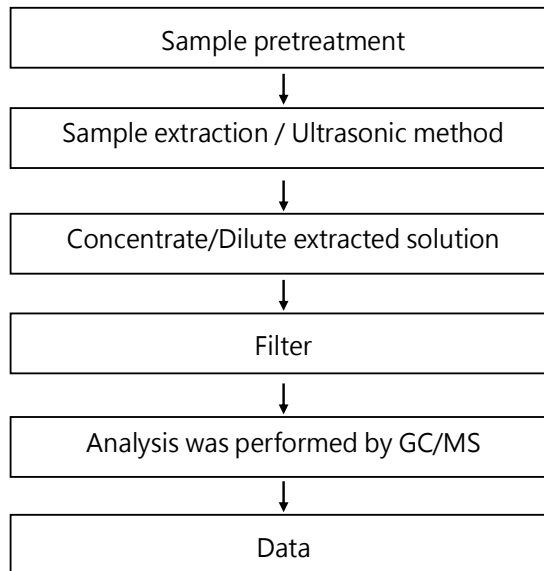 Sample pretreatment
Sample extraction / Ultrasonic method
Concentrate/Dilute extracted solution
Filter
Analysis was performed by GC/MS
Data